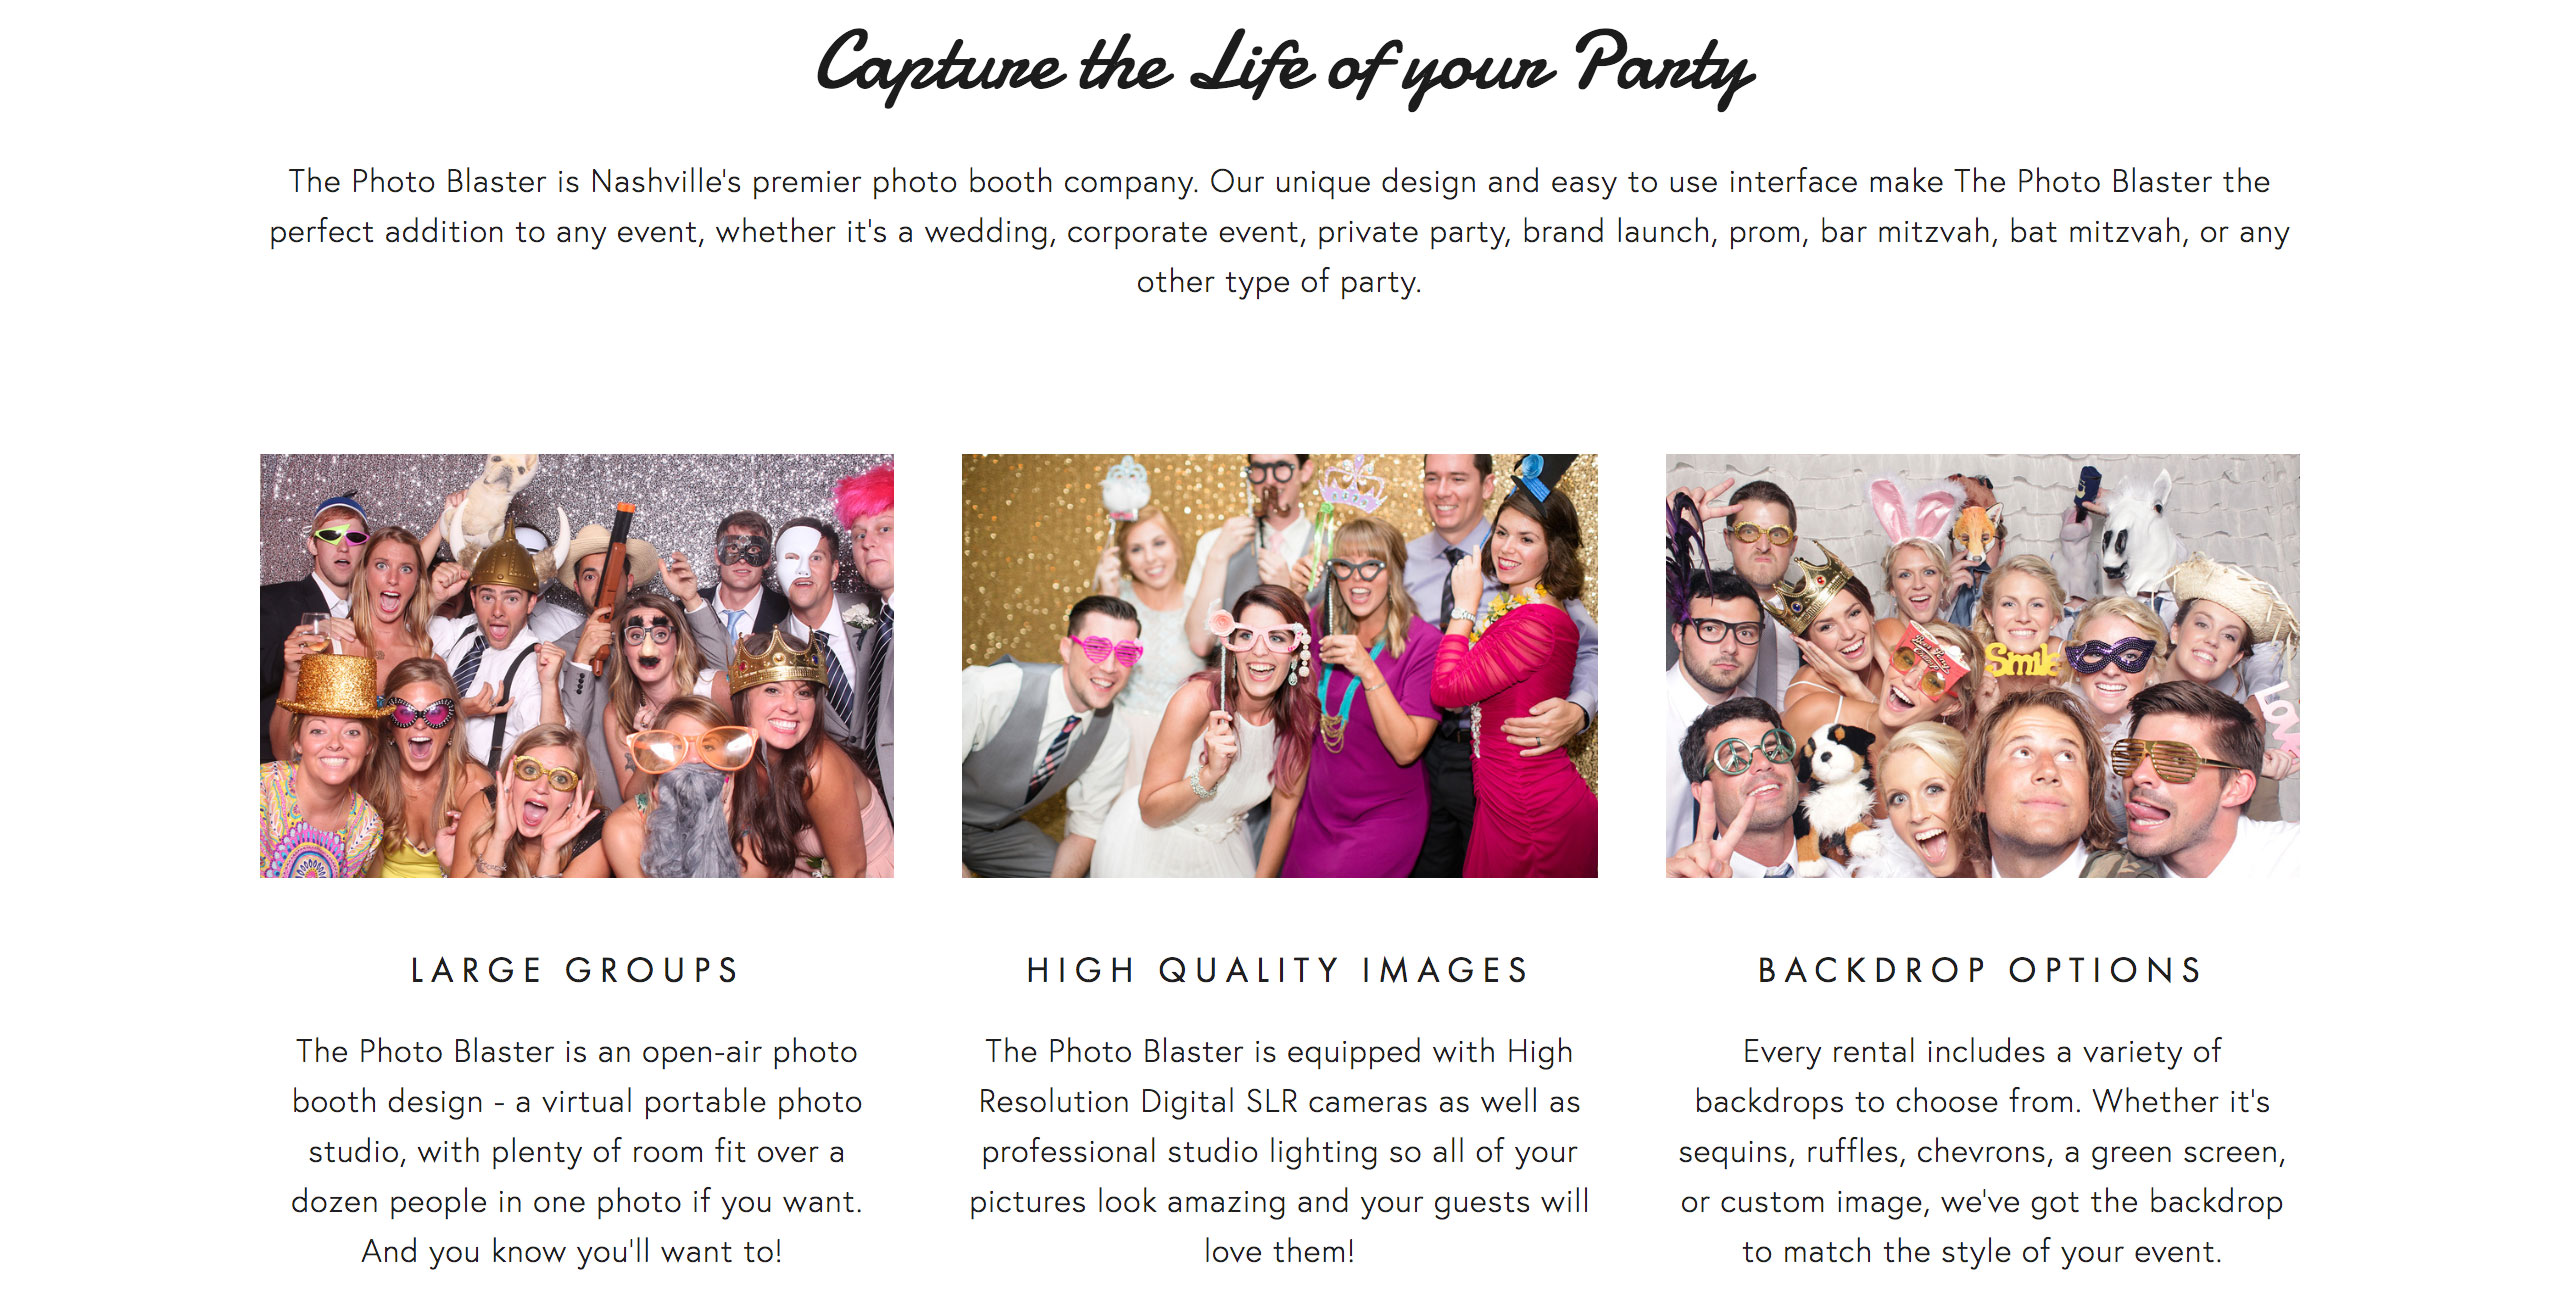 Capture the Life of your Party
The Photo Blaster is Nashville's premier photo booth company. Our unique design and easy to use interface make The Photo Blaster the
perfect addition to any event, whether it's a wedding, corporate event, private party, brand launch, prom, bar mitzvah, bat mitzvah, or any
other type of party.
Smile
Love
LARGE GROUPS
The Photo Blaster is an open-air photo
booth design - a virtual portable photo
studio, with plenty of room fit over a
dozen people in one photo if you want.
And you know you'll want to!
HIGH QUALITY IMAGES
The Photo Blaster is equipped with High
Resolution Digital SLR cameras as well as
professional studio lighting so all of your
pictures look amazing and your guests will
love them!
BACKDROP OPTIONS
Every rental includes a variety of
backdrops to choose from. Whether it's
sequins, ruffles, chevrons, a green screen,
or custom image, we've got the backdrop
to match the style of your event.